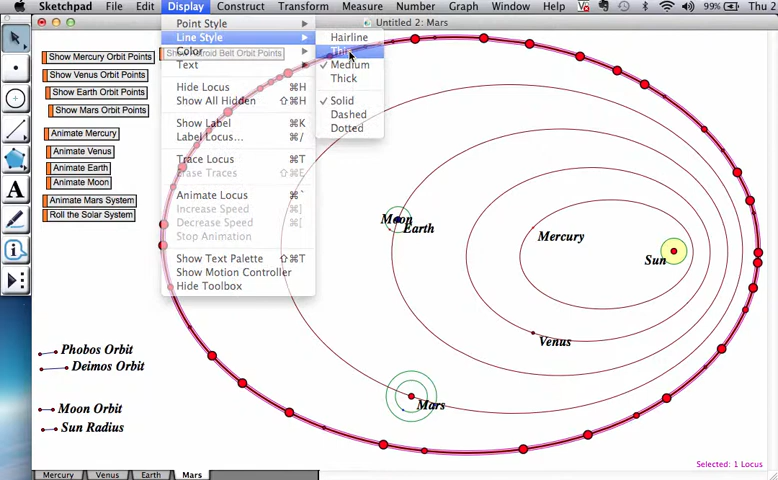 Sketchpad File Edit Display Construct Transform Measure Number Graph Window Help 99% Thu 2
Untitled 2: Mars
Show Mercury Orbit Points
Show Venus Orbit Points
Show Earth Orbit Points
Show Mars Orbit Points
Animate Mercury
Animate Venus
Animate Earth
Animate Moon
Animate Mars System
Roll the Solar System
Point Style
Line Style
Color
Text
Hide Locus ⌘H
Show All Hidden ⇧⌘H
Show Label ⌘K
Label Locus... ⌘/
Trace Locus ⌘T
Erase Traces ⇧⌘E
Animate Locus ⌘`
Increase Speed ⌘]
Decrease Speed ⌘[
Stop Animation
Show Text Palette ⇧⌘T
Show Motion Controller
Hide Toolbox
Hairline
Thin
✓ Medium
Thick
✓ Solid
Dashed
Dotted
Moon
Earth
Mercury
Sun
Venus
Mars
Phobos Orbit
Deimos Orbit
Moon Orbit
Sun Radius
Selected: 1 Locus
Mercury Venus Earth Mars